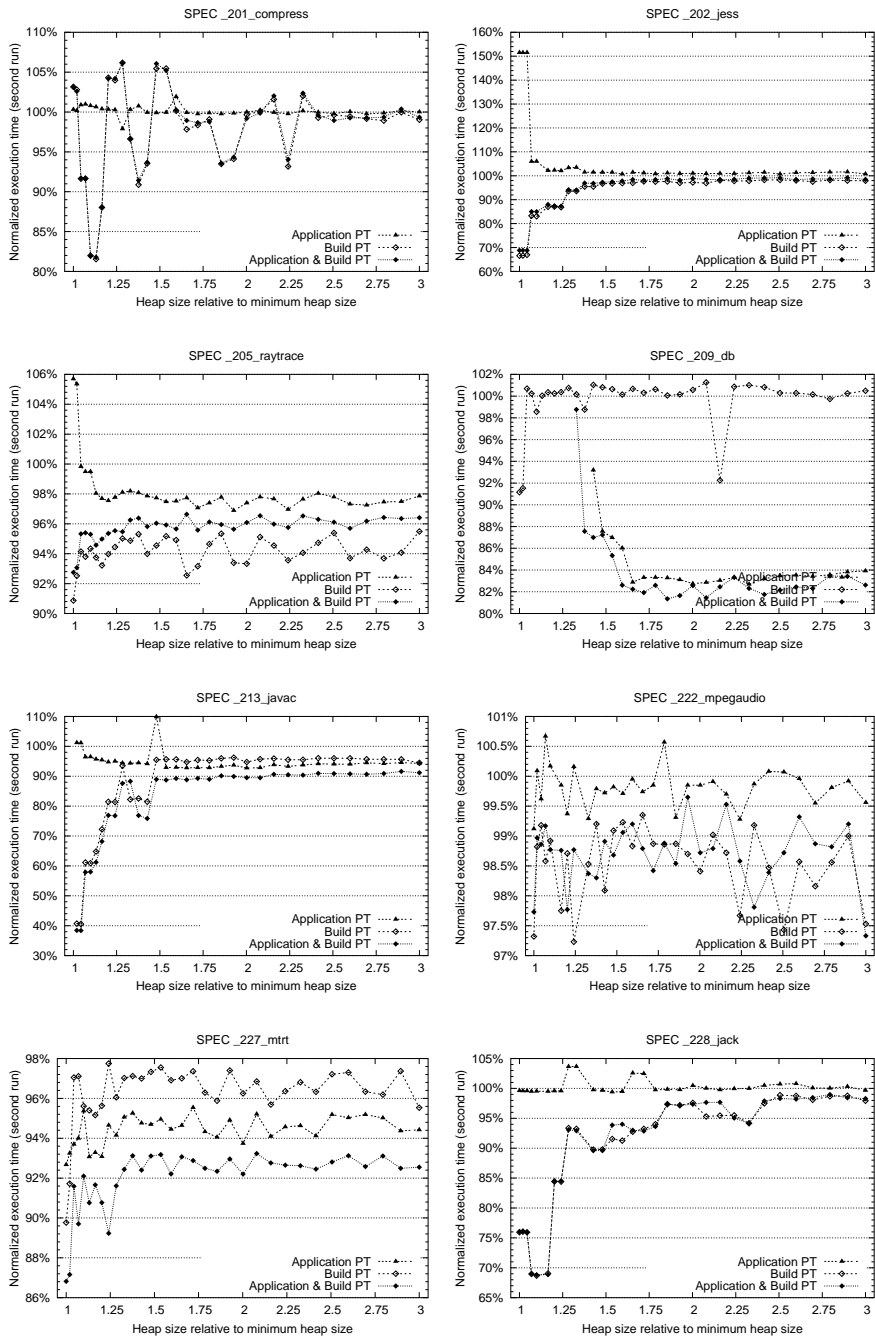 SPEC _201_compress
Normalized execution time (second run)
110%
105%
100%
95%
90%
85%
80%
Application PT
Build PT
Application & Build PT
1 1.25 1.5 1.75 2 2.25 2.5 2.75 3
Heap size relative to minimum heap size
SPEC _202_jess
Normalized execution time (second run)
160%
150%
140%
130%
120%
110%
100%
90%
80%
70%
60%
Application PT
Build PT
Application & Build PT
1 1.25 1.5 1.75 2 2.25 2.5 2.75 3
Heap size relative to minimum heap size
SPEC _205_raytrace
Normalized execution time (second run)
106%
104%
102%
100%
98%
96%
94%
92%
90%
Application PT
Build PT
Application & Build PT
1 1.25 1.5 1.75 2 2.25 2.5 2.75 3
Heap size relative to minimum heap size
SPEC _209_db
Normalized execution time (second run)
102%
100%
98%
96%
94%
92%
90%
88%
86%
84%
82%
80%
Application PT
Build PT
Application & Build PT
1 1.25 1.5 1.75 2 2.25 2.5 2.75 3
Heap size relative to minimum heap size
SPEC _213_javac
Normalized execution time (second run)
110%
100%
90%
80%
70%
60%
50%
40%
30%
Application PT
Build PT
Application & Build PT
1 1.25 1.5 1.75 2 2.25 2.5 2.75 3
Heap size relative to minimum heap size
SPEC _222_mpegaudio
Normalized execution time (second run)
101%
100.5%
100%
99.5%
99%
98.5%
98%
97.5%
97%
Application PT
Build PT
Application & Build PT
1 1.25 1.5 1.75 2 2.25 2.5 2.75 3
Heap size relative to minimum heap size
SPEC _227_mtrt
Normalized execution time (second run)
98%
96%
94%
92%
90%
88%
86%
Application PT
Build PT
Application & Build PT
1 1.25 1.5 1.75 2 2.25 2.5 2.75 3
Heap size relative to minimum heap size
SPEC _228_jack
Normalized execution time (second run)
105%
100%
95%
90%
85%
80%
75%
70%
65%
Application PT
Build PT
Application & Build PT
1 1.25 1.5 1.75 2 2.25 2.5 2.75 3
Heap size relative to minimum heap size